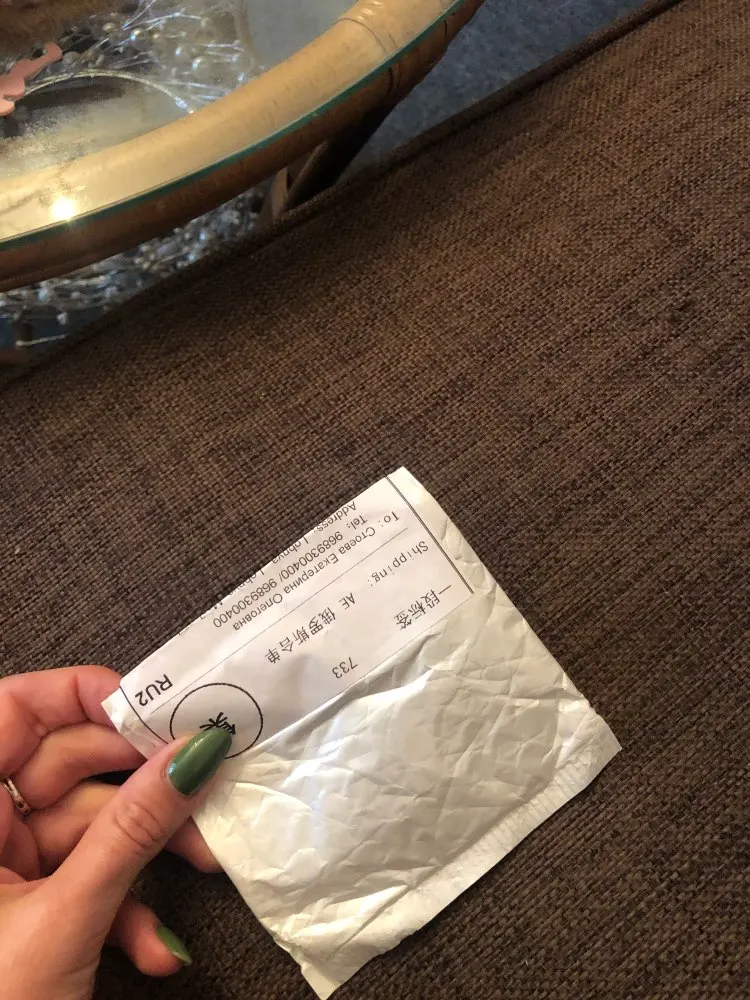 一段标签 733
Shipping: AE 俄罗斯合单
RU2
To: Стоева Екатерина Олеговна
Tel: 9689300400/ 9689300400
Address: Lobnya